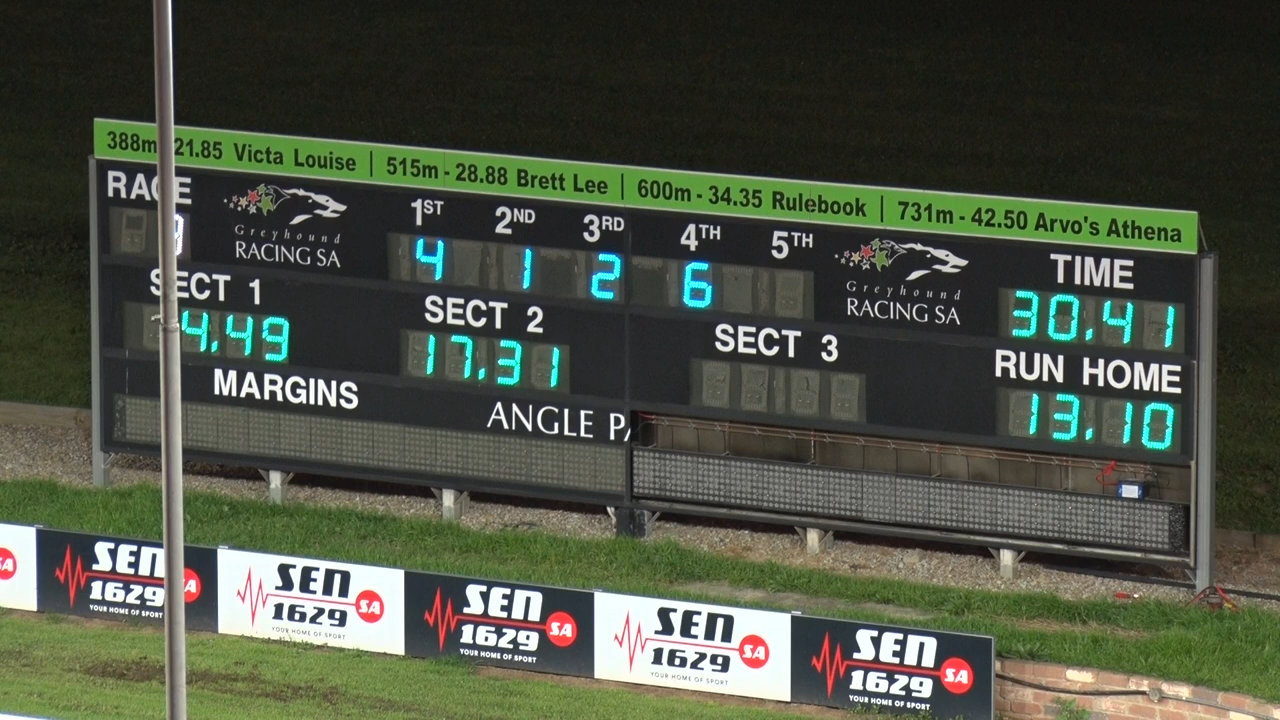 388m - 21.85 Victa Louise | 515m - 28.88 Brett Lee | 600m - 34.35 Rulebook | 731m - 42.50 Arvo's Athena
RACE
Greyhound
RACING SA
1ST 2ND 3RD 4TH 5TH
4 1 2 6
Greyhound
RACING SA
TIME
30.41
SECT 1
4.49
SECT 2
17.31
SECT 3
RUN HOME
13.10
MARGINS
ANGLE PA
SA
SEN
1629
SA
YOUR HOME OF SPORT
SEN
1629
SA
YOUR HOME OF SPORT
SEN
1629
SA
YOUR HOME OF SPORT
SEN
1629
SA
YOUR HOME OF SPORT
SEN
1629
SA
YOUR HOME OF SPORT